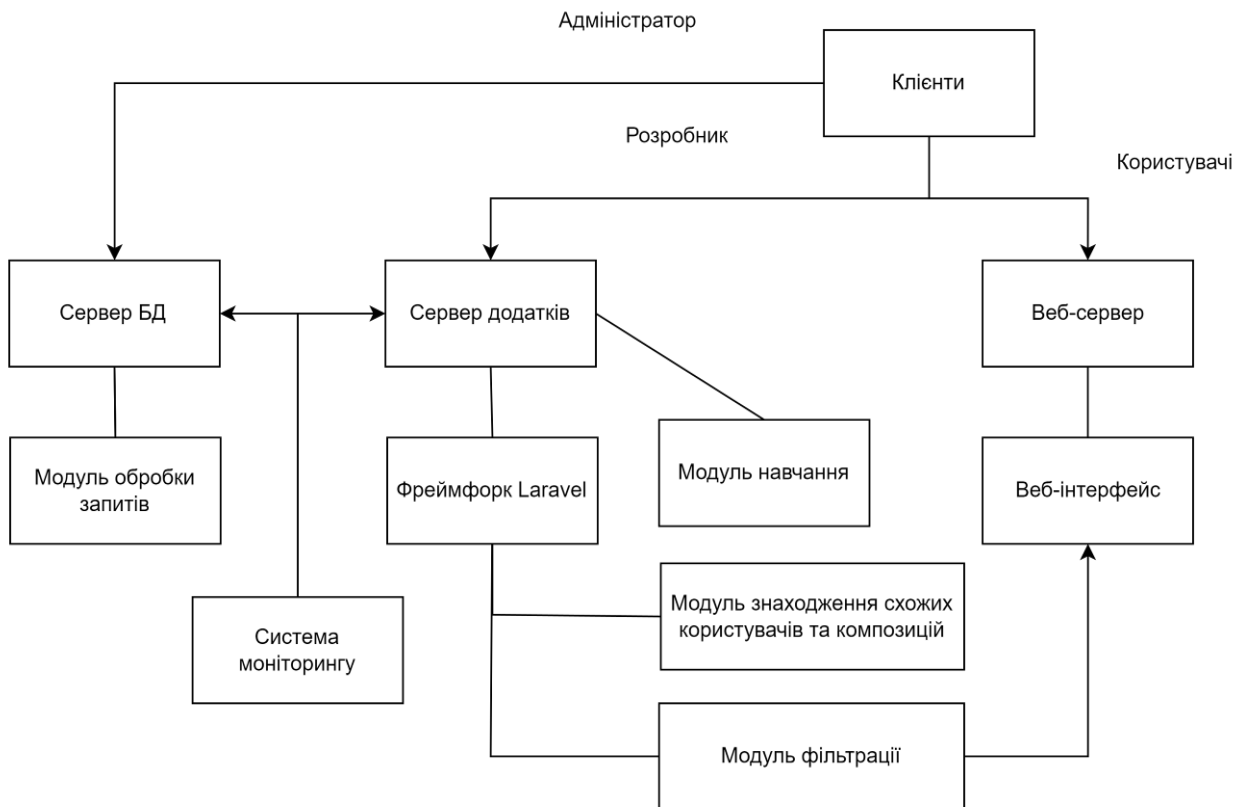 Адміністратор
Клієнти
Розробник
Користувачі
Сервер БД
Сервер додатків
Веб-сервер
Модуль обробки
запитів
Фреймфорк Laravel
Модуль навчання
Веб-інтерфейс
Модуль знаходження схожих
користувачів та композицій
Система
моніторингу
Модуль фільтрації